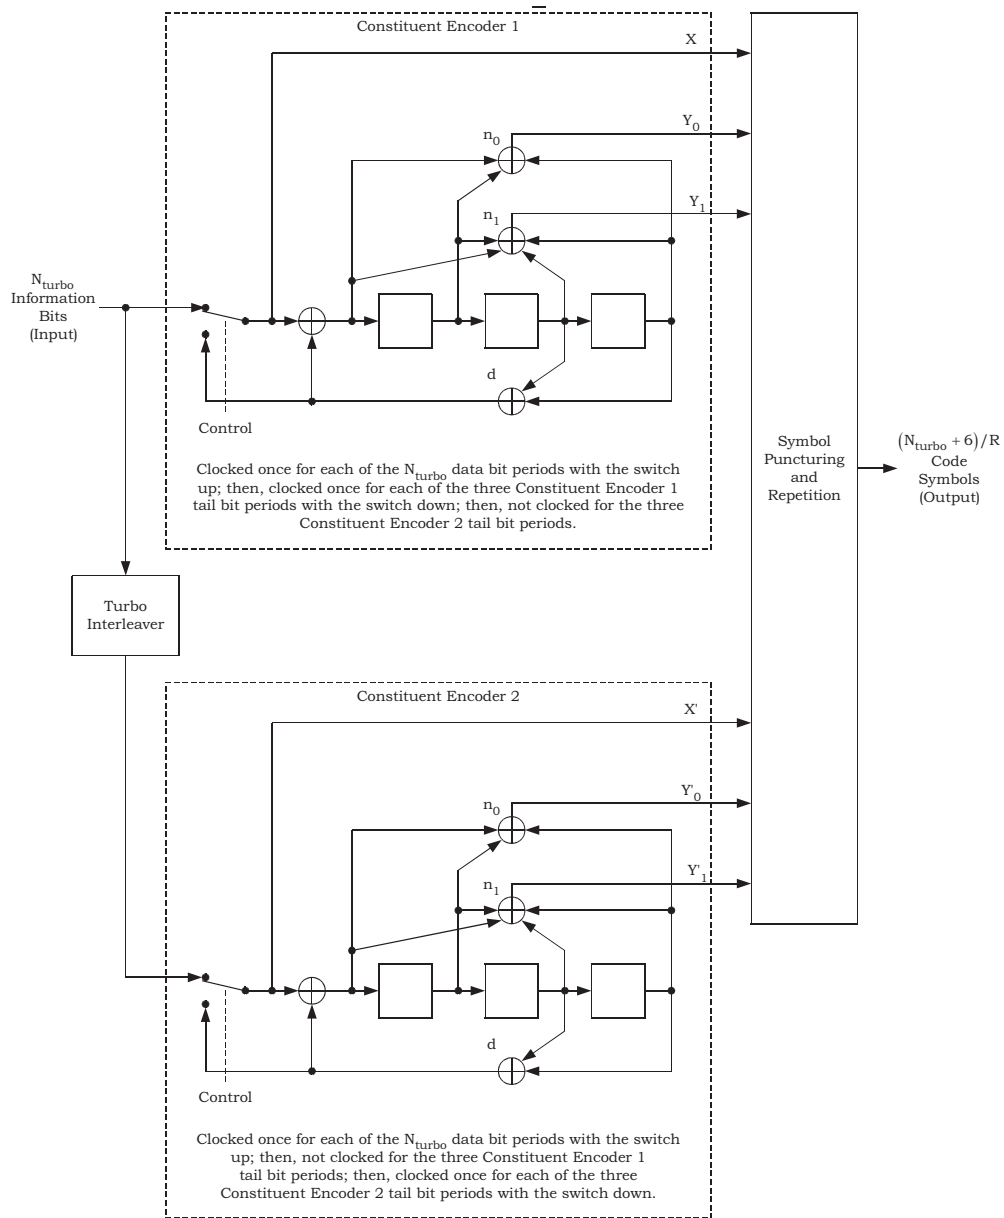 Constituent Encoder 1
X
n0
Y0
n1
Y1
Nturbo
Information
Bits
(Input)
d
Control
Symbol
Puncturing
and
Repetition
(Nturbo + 6)/R
Code
Symbols
(Output)
Clocked once for each of the Nturbo data bit periods with the switch
up; then, clocked once for each of the three Constituent Encoder 1
tail bit periods with the switch down; then, not clocked for the three
Constituent Encoder 2 tail bit periods.
Turbo
Interleaver
Constituent Encoder 2
X'
n0
Y'0
n1
Y'1
d
Control
Clocked once for each of the Nturbo data bit periods with the switch
up; then, not clocked for the three Constituent Encoder 1
tail bit periods; then, clocked once for each of the three
Constituent Encoder 2 tail bit periods with the switch down.